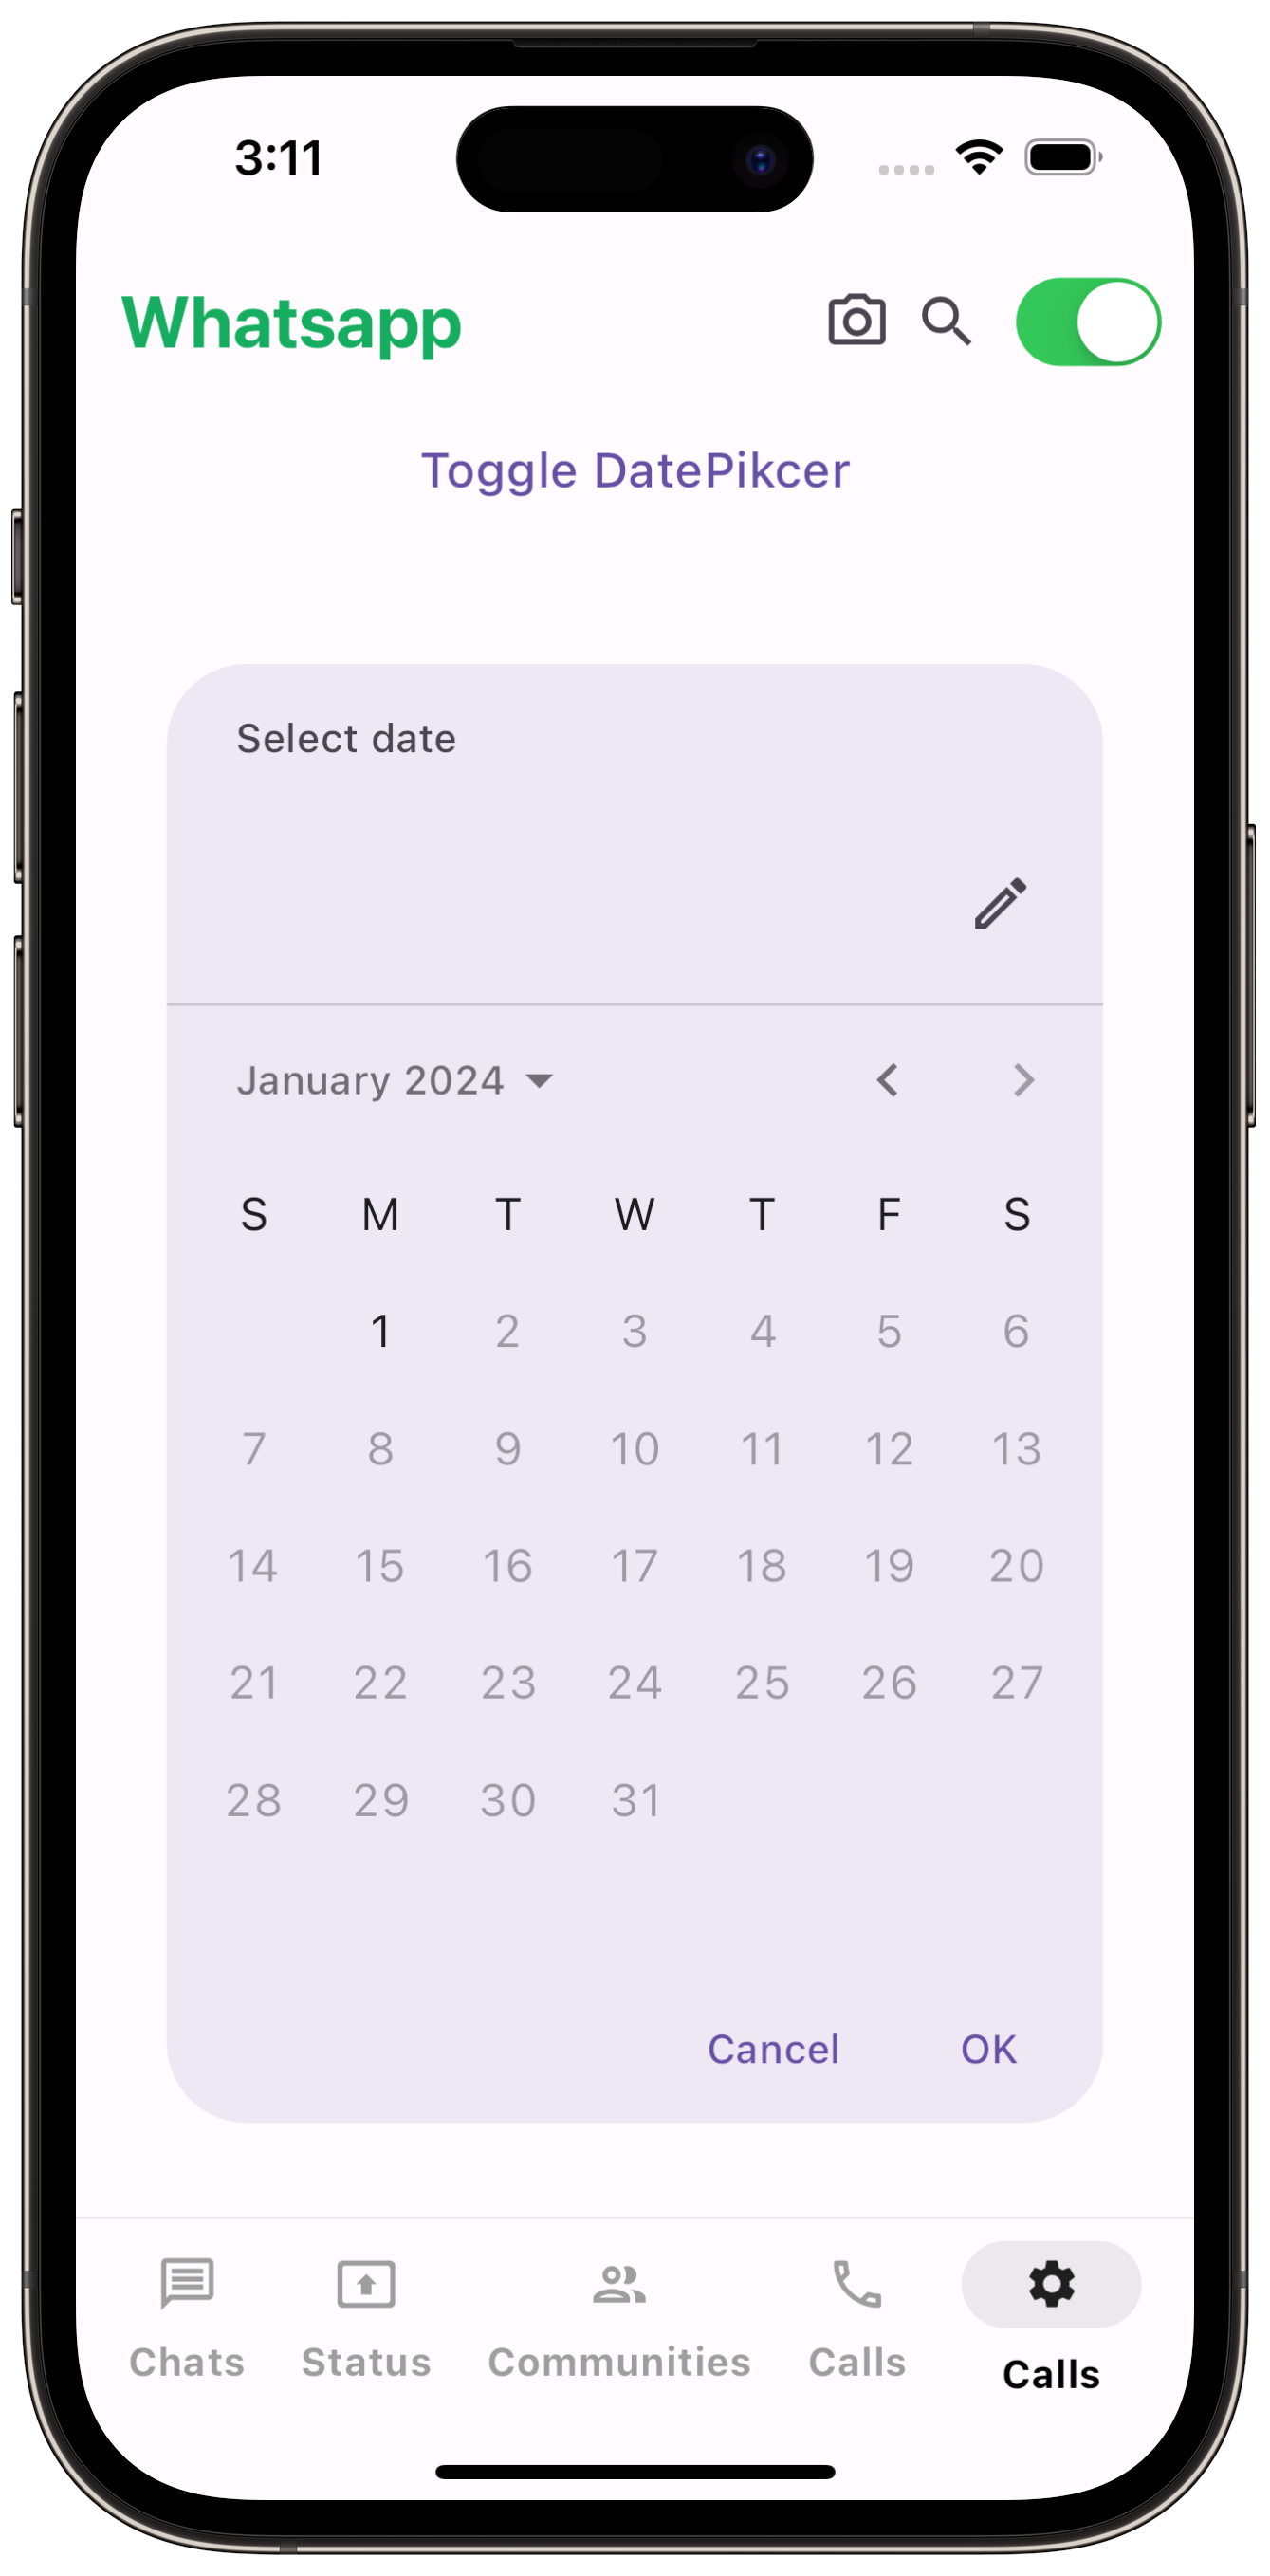 3:11
Whatsapp
Toggle DatePikcer
Select date
January 2024
S M T W T F S
1 2 3 4 5 6
7 8 9 10 11 12 13
14 15 16 17 18 19 20
21 22 23 24 25 26 27
28 29 30 31
Cancel OK
Chats Status Communities Calls Calls